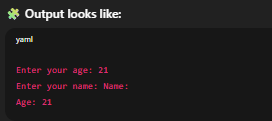 🧩 Output looks like:
yaml
Enter your age: 21
Enter your name: Name:
Age: 21